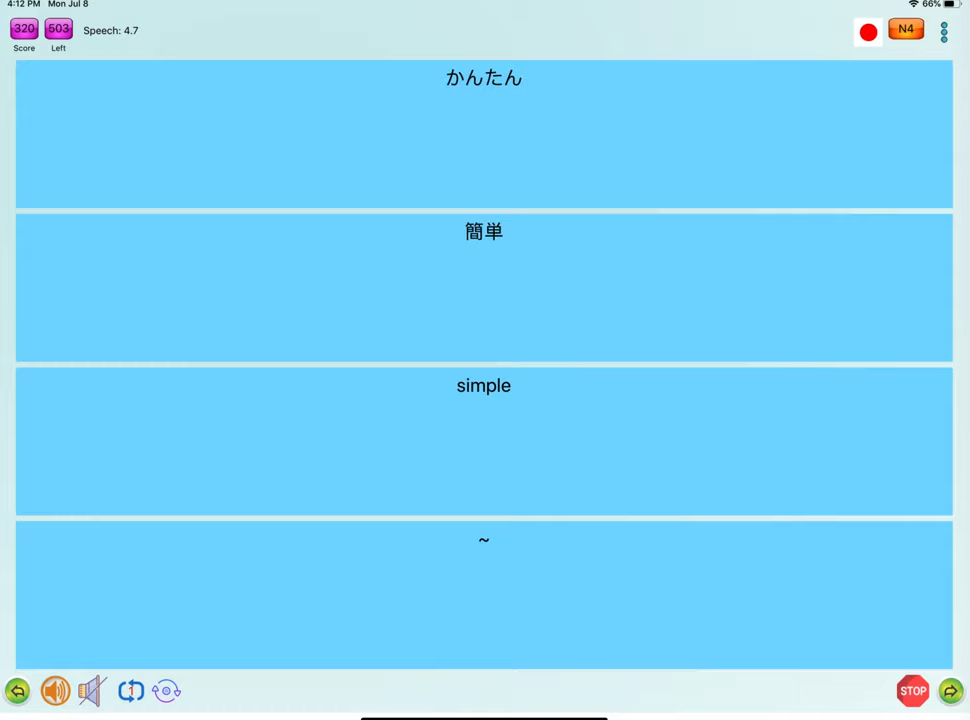 4:12 PM Mon Jul 8
66%
320
503
Speech: 4.7
N4
Score
Left
かんたん
簡単
simple
~
1
STOP